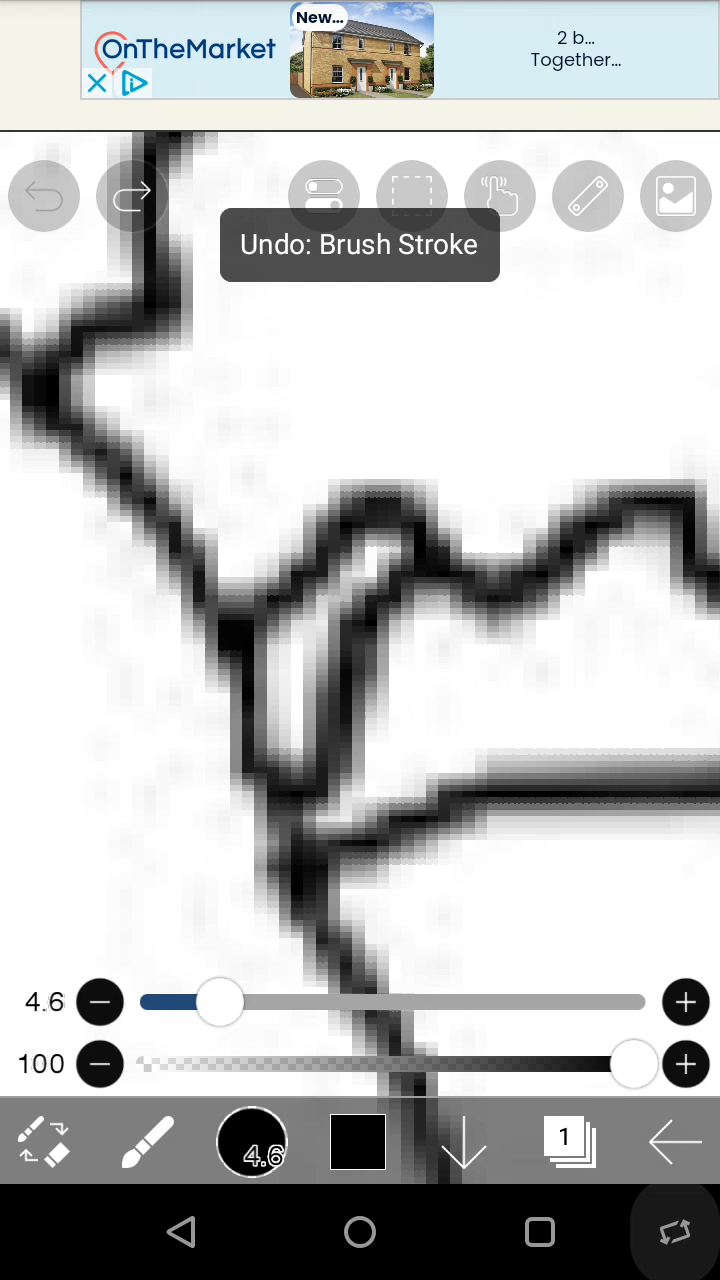 OnTheMarket
New...
2 b...
Together...
Undo: Brush Stroke
4.6
100
4.6
1